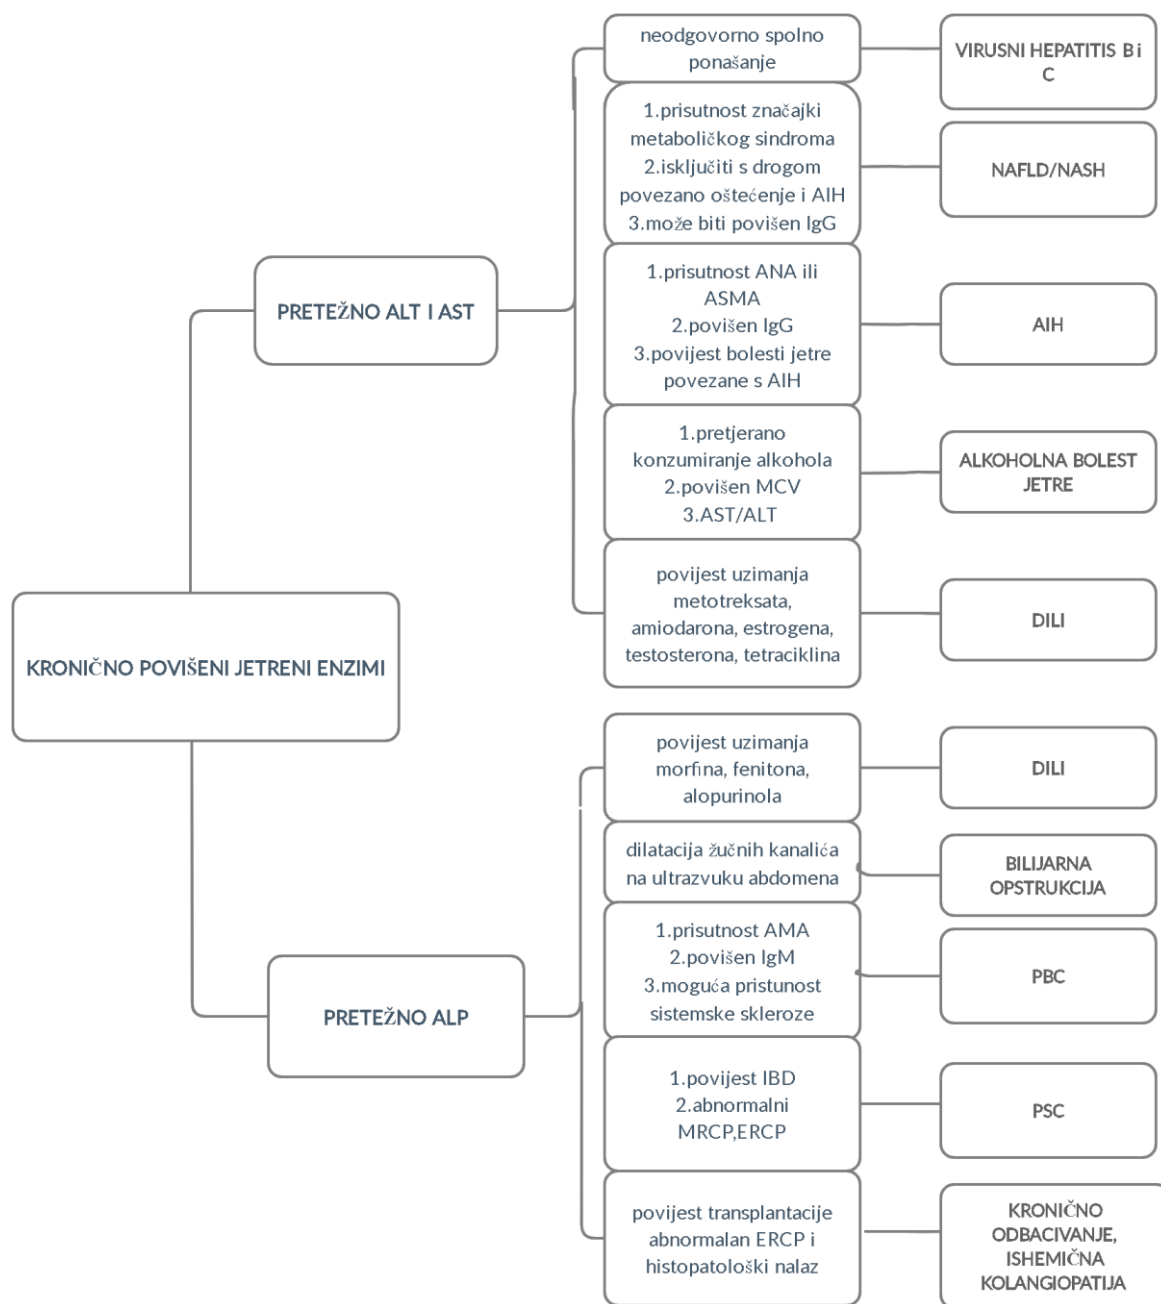 neodgovorno spolno
ponašanje
VIRUSNI HEPATITIS B i
C
1.prisutnost značajki
metaboličkog sindroma
2.isključiti s drogom
povezano oštećenje i AIH
3.može biti povišen IgG
NAFLD/NASH
PRETEŽNO ALT I AST
1.prisutnost ANA ili
ASMA
2.povišen IgG
3.povijest bolesti jetre
povezane s AIH
AIH
1.pretjerano
konzumiranje alkohola
2.povišen MCV
3.AST/ALT
ALKOHOLNA BOLEST
JETRE
povijest uzimanja
metotreksata,
amiodarona, estrogena,
testosterona, tetraciklina
DILI
KRONIČNO POVIŠENI JETRENI ENZIMI
povijest uzimanja
morfina, fenitona,
alopurinola
DILI
dilatacija žučnih kanalića
na ultrazvuku abdomena
BILIJARNA
OPSTRUKCIJA
PRETEŽNO ALP
1.prisutnost AMA
2.povišen IgM
3.moguća pristunost
sistemske skleroze
PBC
1.povijest IBD
2.abnormalni
MRCP,ERCP
PSC
povijest transplantacije
abnormalan ERCP i
histopatološki nalaz
KRONIČNO
ODBACIVANJE,
ISHEMIČNA
KOLANGIOPATIJA